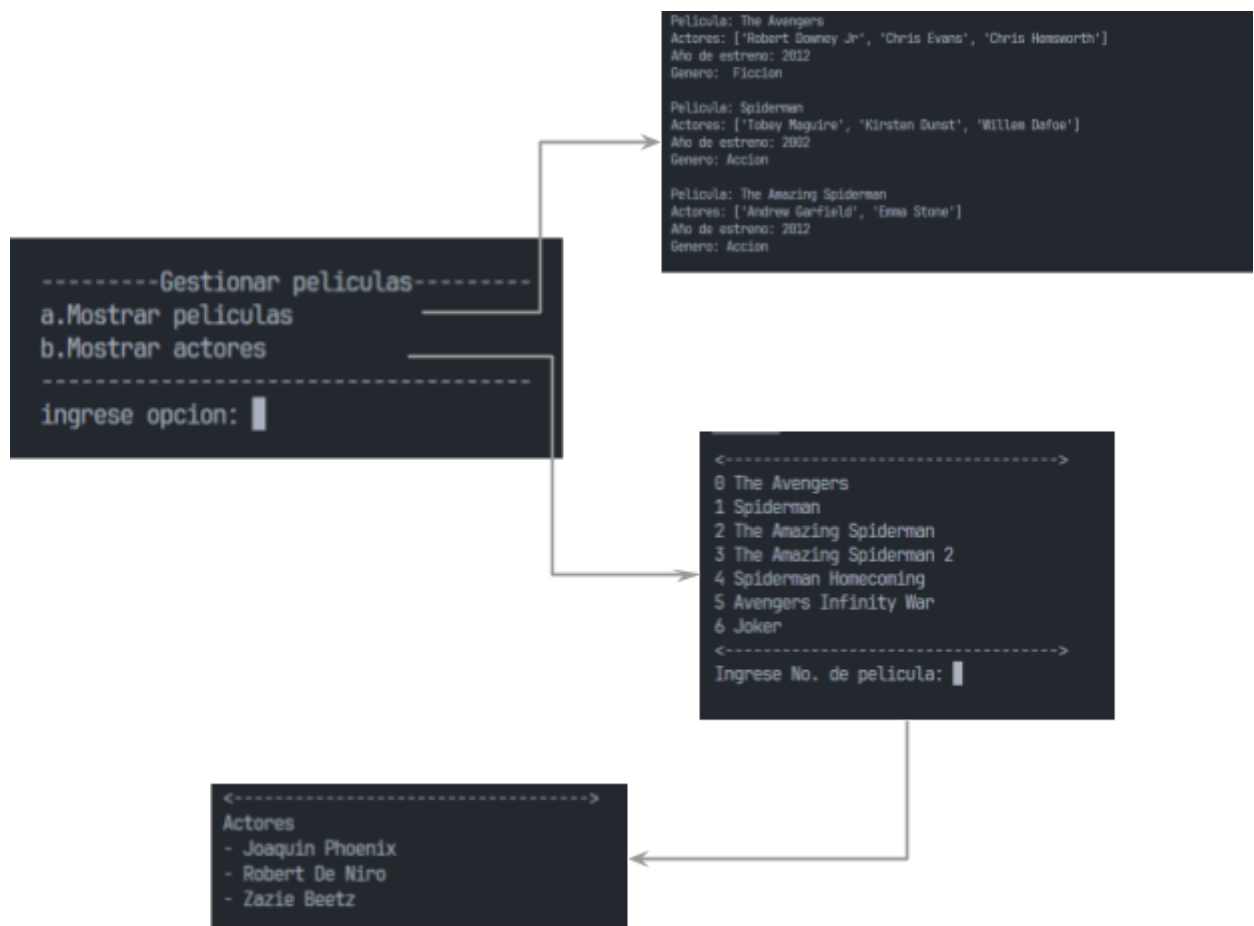 Pelicula: The Avengers
Actores: ['Robert Downey Jr', 'Chris Evans', 'Chris Hemsworth']
Año de estreno: 2012
Genero:  Ficcion
Pelicula: Spiderman
Actores: ['Tobey Maguire', 'Kirsten Dunst', 'Willem Dafoe']
Año de estreno: 2002
Genero: Accion
Pelicula: The Amazing Spiderman
Actores: ['Andrew Garfield', 'Emma Stone']
Año de estreno: 2012
Genero: Accion
---------Gestionar peliculas---------
a.Mostrar peliculas
b.Mostrar actores
-------------------------------------
ingrese opcion:
<----------------------------------->
0 The Avengers
1 Spiderman
2 The Amazing Spiderman
3 The Amazing Spiderman 2
4 Spiderman Homecoming
5 Avengers Infinity War
6 Joker
<----------------------------------->
Ingrese No. de pelicula:
<----------------------------------->
Actores
- Joaquin Phoenix
- Robert De Niro
- Zazie Beetz